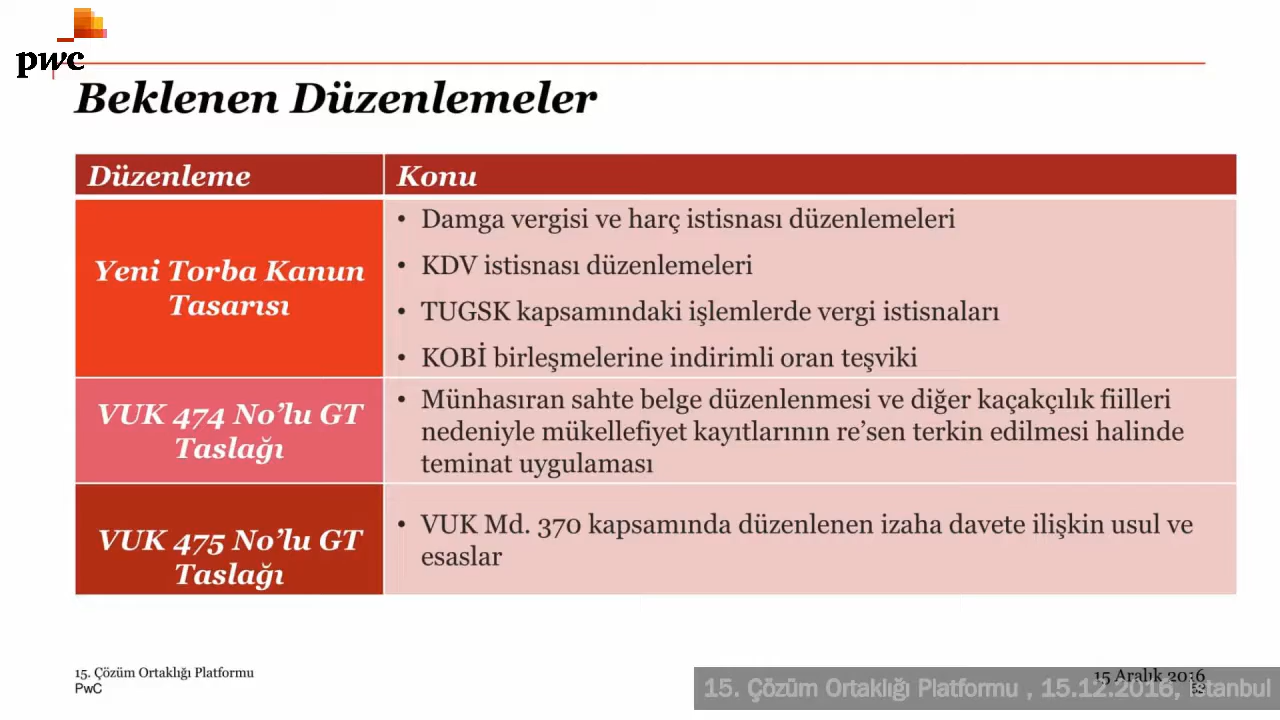 pwc
Beklenen Düzenlemeler
Düzenleme
Konu
Yeni Torba Kanun
Tasarısı
• Damga vergisi ve harç istisnası düzenlemeleri
• KDV istisnası düzenlemeleri
• TUGSK kapsamındaki işlemlerde vergi istisnaları
• KOBİ birleşmelerine indirimli oran teşviki
VUK 474 No’lu GT
Taslağı
• Münhasıran sahte belge düzenlenmesi ve diğer kaçakçılık fiilleri
nedeniyle mükellefiyet kayıtlarının re’sen terkin edilmesi halinde
teminat uygulaması
VUK 475 No’lu GT
Taslağı
• VUK Md. 370 kapsamında düzenlenen izaha davete ilişkin usul ve
esaslar
15. Çözüm Ortaklığı Platformu
PwC
15 Aralık 2016
15. Çözüm Ortaklığı Platformu , 15.12.2016, İstanbul